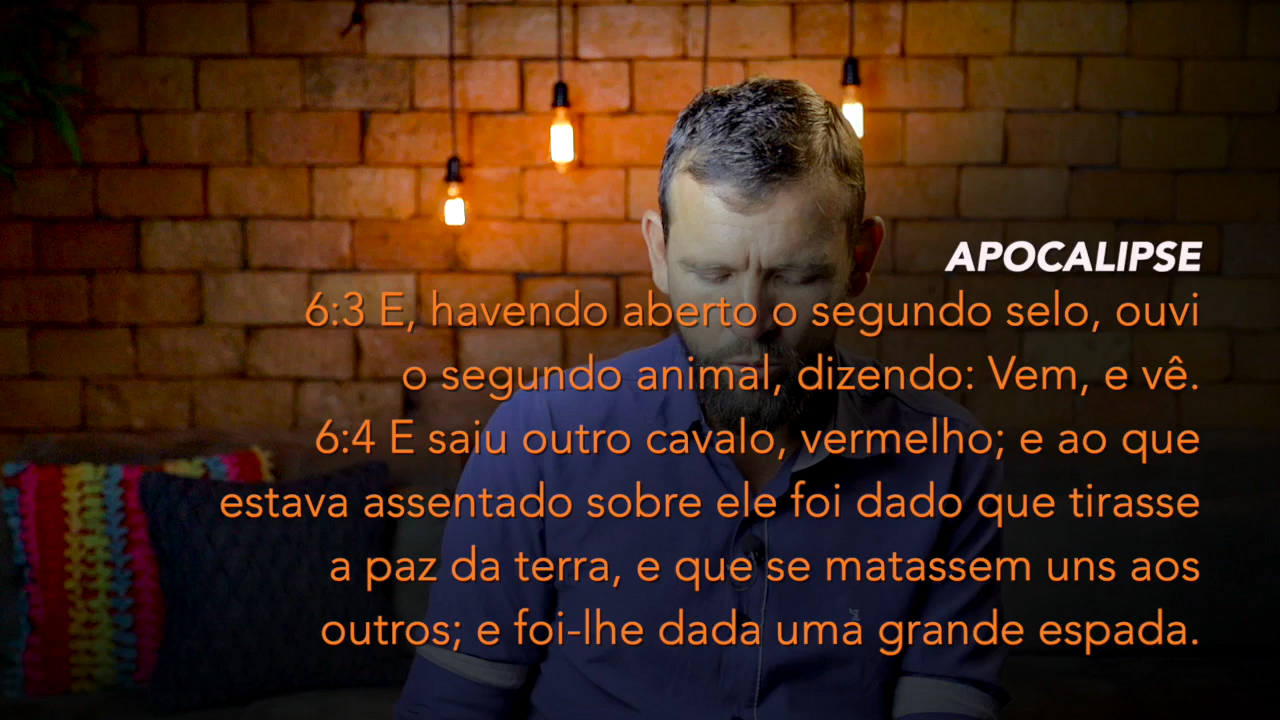 APOCALIPSE
6:3 E, havendo aberto o segundo selo, ouvi
o segundo animal, dizendo: Vem, e vê.
6:4 E saiu outro cavalo, vermelho; e ao que
estava assentado sobre ele foi dado que tirasse
a paz da terra, e que se matassem uns aos
outros; e foi-lhe dada uma grande espada.